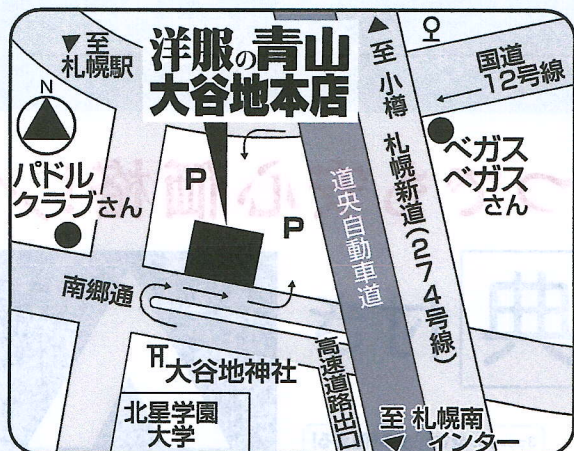 ▼至
札幌駅
洋服の青山
大谷地本店
▲至 小樽
国道
12号線
N
パドル
クラブさん
P
P
道央自動車道
札幌新道(274号線)
ベガス
ベガス
さん
南郷通
大谷地神社
高速道路出口
北星学園
大学
至 札幌南
▼ インター